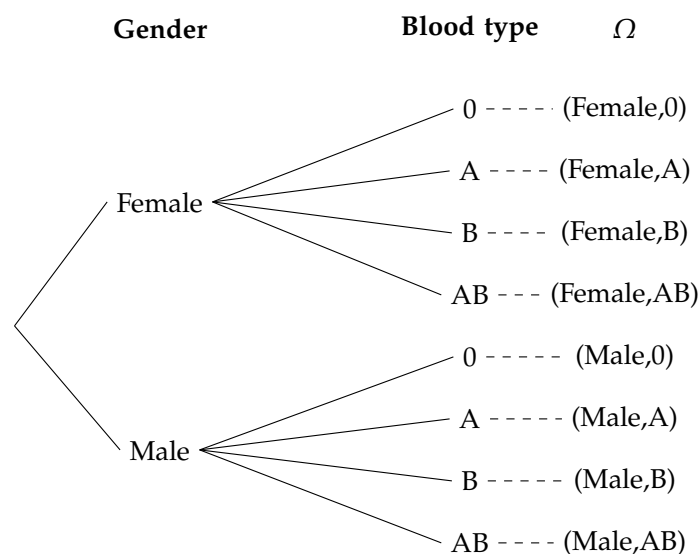 Gender Blood type Ω
0 (Female,0)
A (Female,A)
Female
B (Female,B)
AB (Female,AB)
0 (Male,0)
A (Male,A)
Male
B (Male,B)
AB (Male,AB)